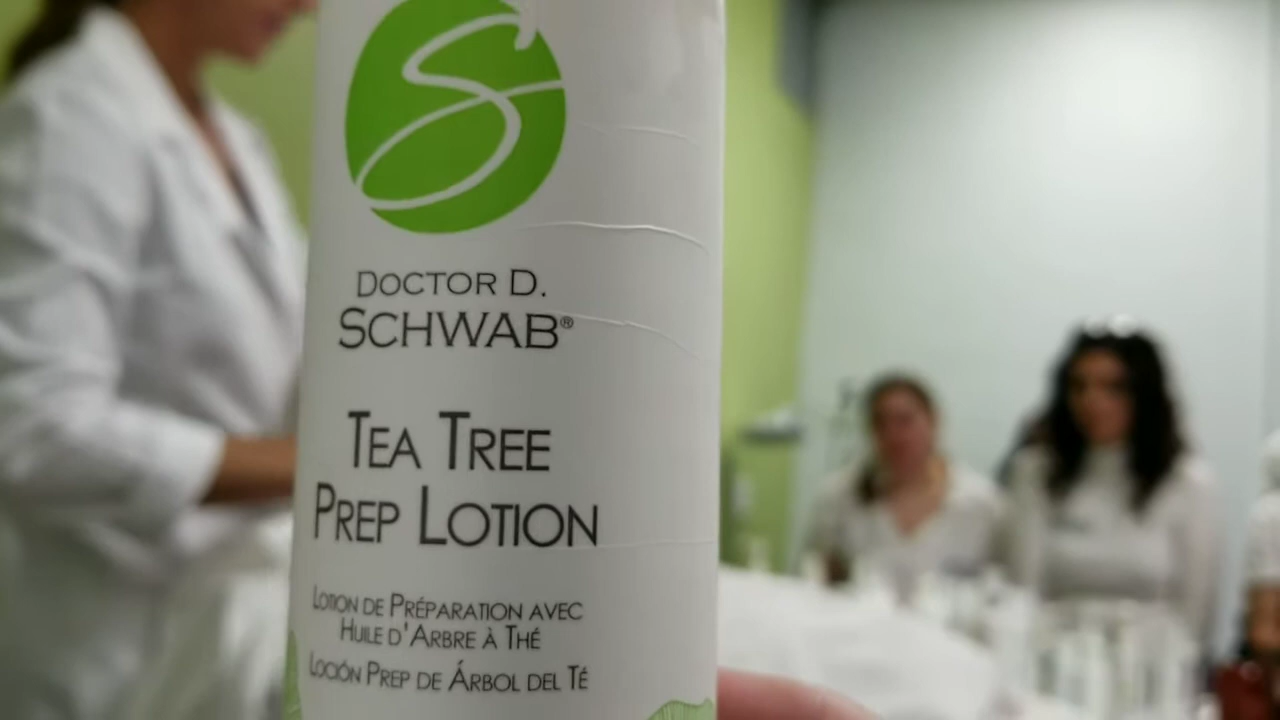 DOCTOR D.
SCHWAB®
TEA TREE
PREP LOTION
LOTION DE PRÉPARATION AVEC
HUILE D'ARBRE À THÉ
LOCIÓN PREP DE ÁRBOL DEL TÉ